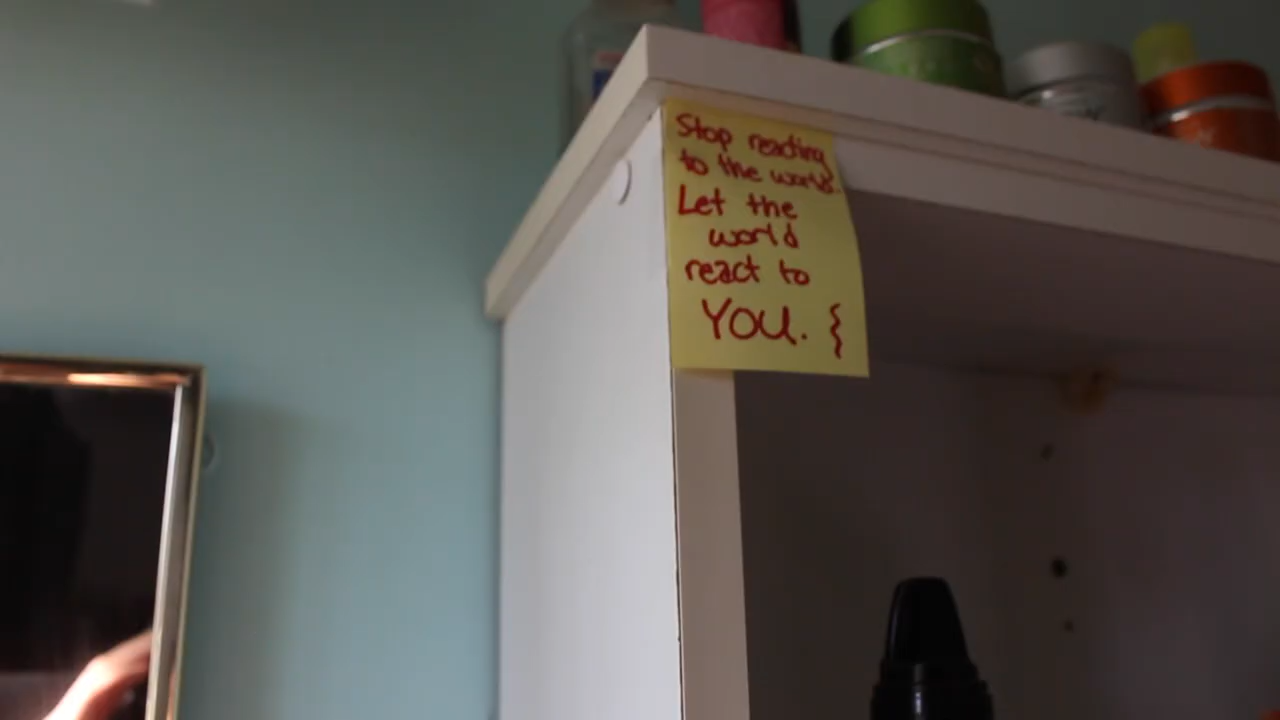 Stop reacting
to the world.
Let the
world
react to
YOU. {